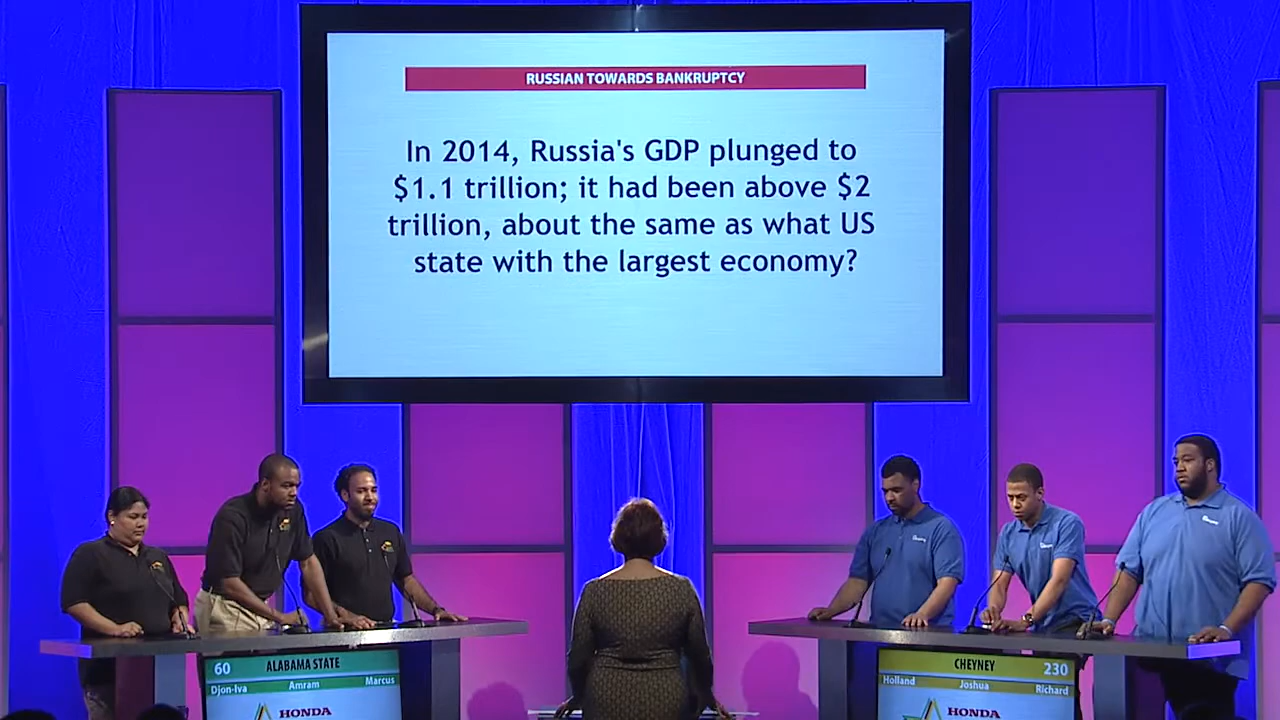 RUSSIAN TOWARDS BANKRUPTCY
In 2014, Russia's GDP plunged to
$1.1 trillion; it had been above $2
trillion, about the same as what US
state with the largest economy?
60 ALABAMA STATE
Djon-Iva Amram Marcus
HONDA
CHEYNEY 230
Holland Joshua Richard
HONDA